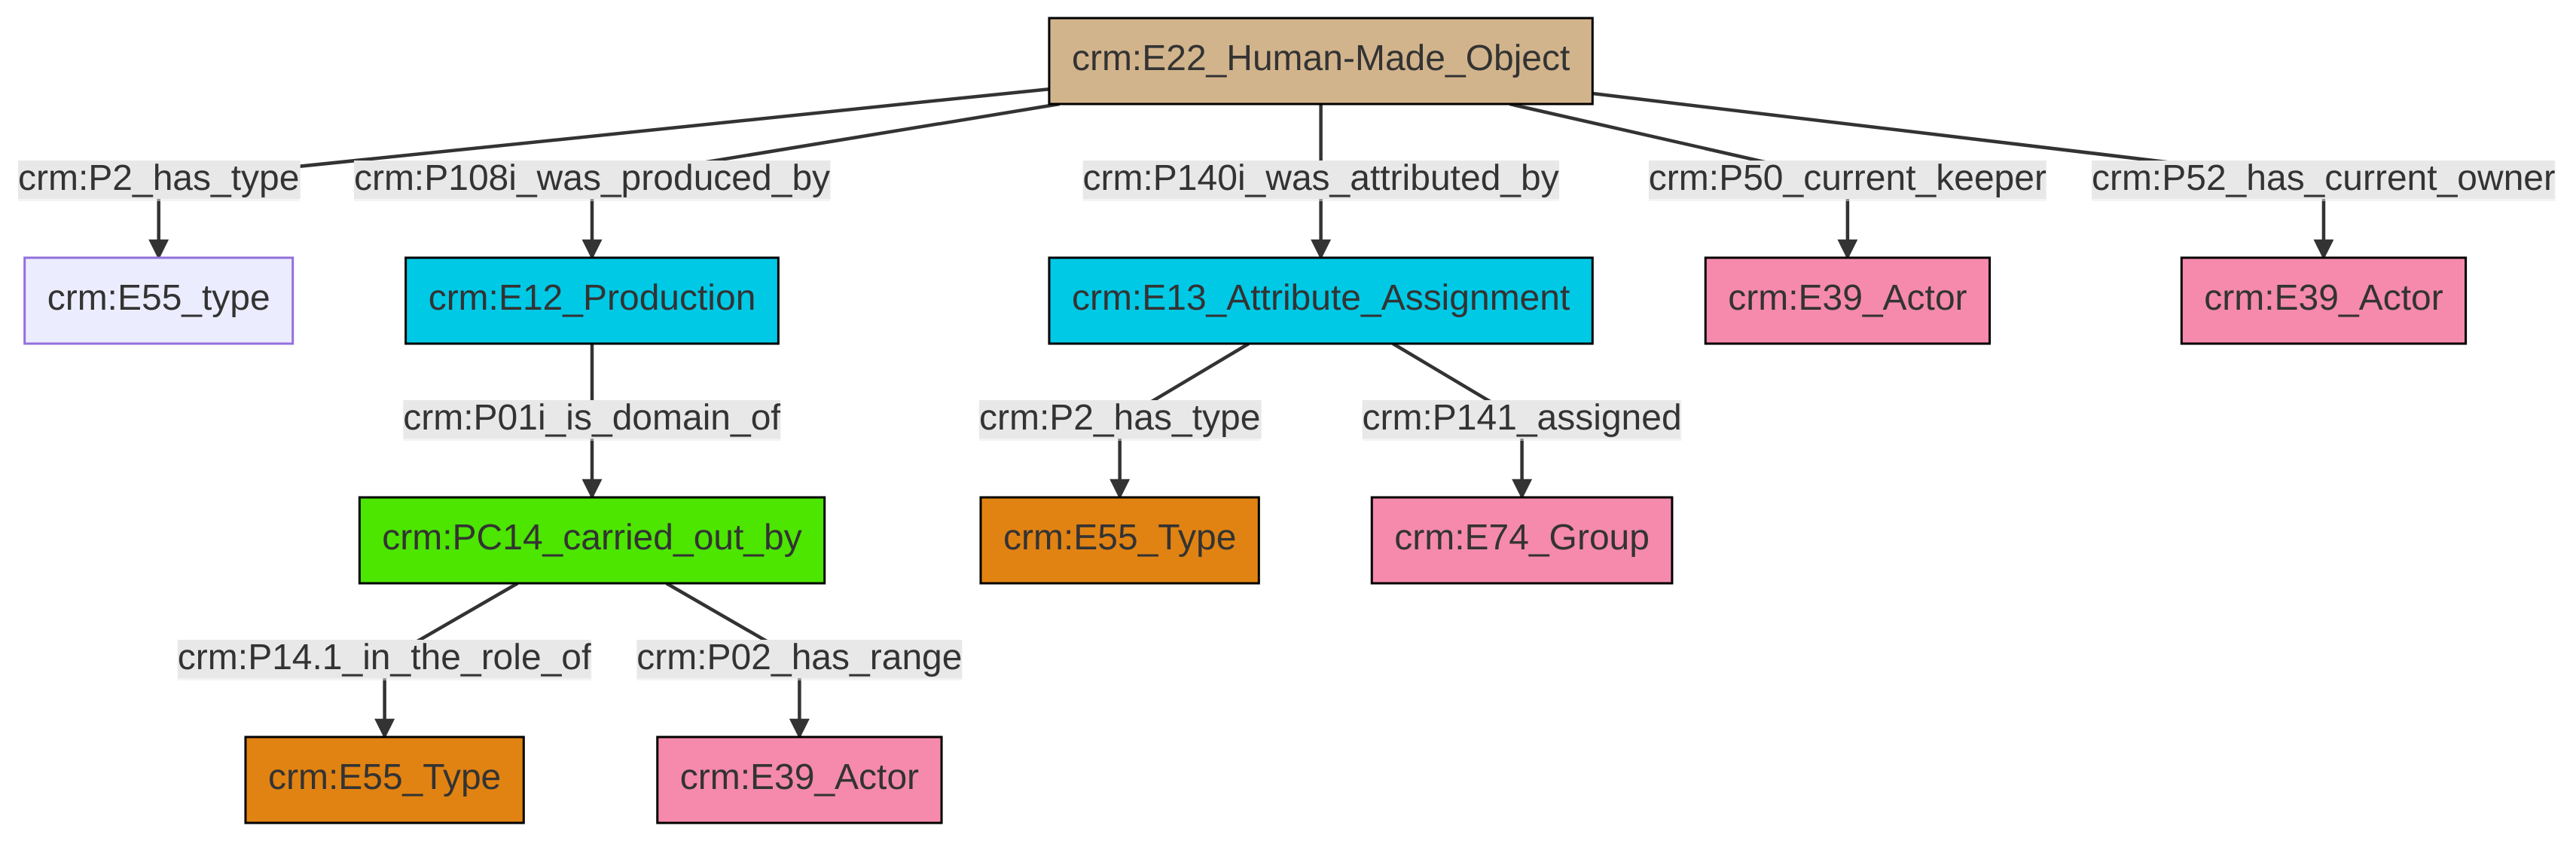 crm:E22_Human-Made_Object
crm:P2_has_type
crm:P108i_was_produced_by
crm:P140i_was_attributed_by
crm:P50_current_keeper
crm:P52_has_current_owner
crm:E55_type
crm:E12_Production
crm:E13_Attribute_Assignment
crm:E39_Actor
crm:E39_Actor
crm:P01i_is_domain_of
crm:P2_has_type
crm:P141_assigned
crm:PC14_carried_out_by
crm:E55_Type
crm:E74_Group
crm:P14.1_in_the_role_of
crm:P02_has_range
crm:E55_Type
crm:E39_Actor